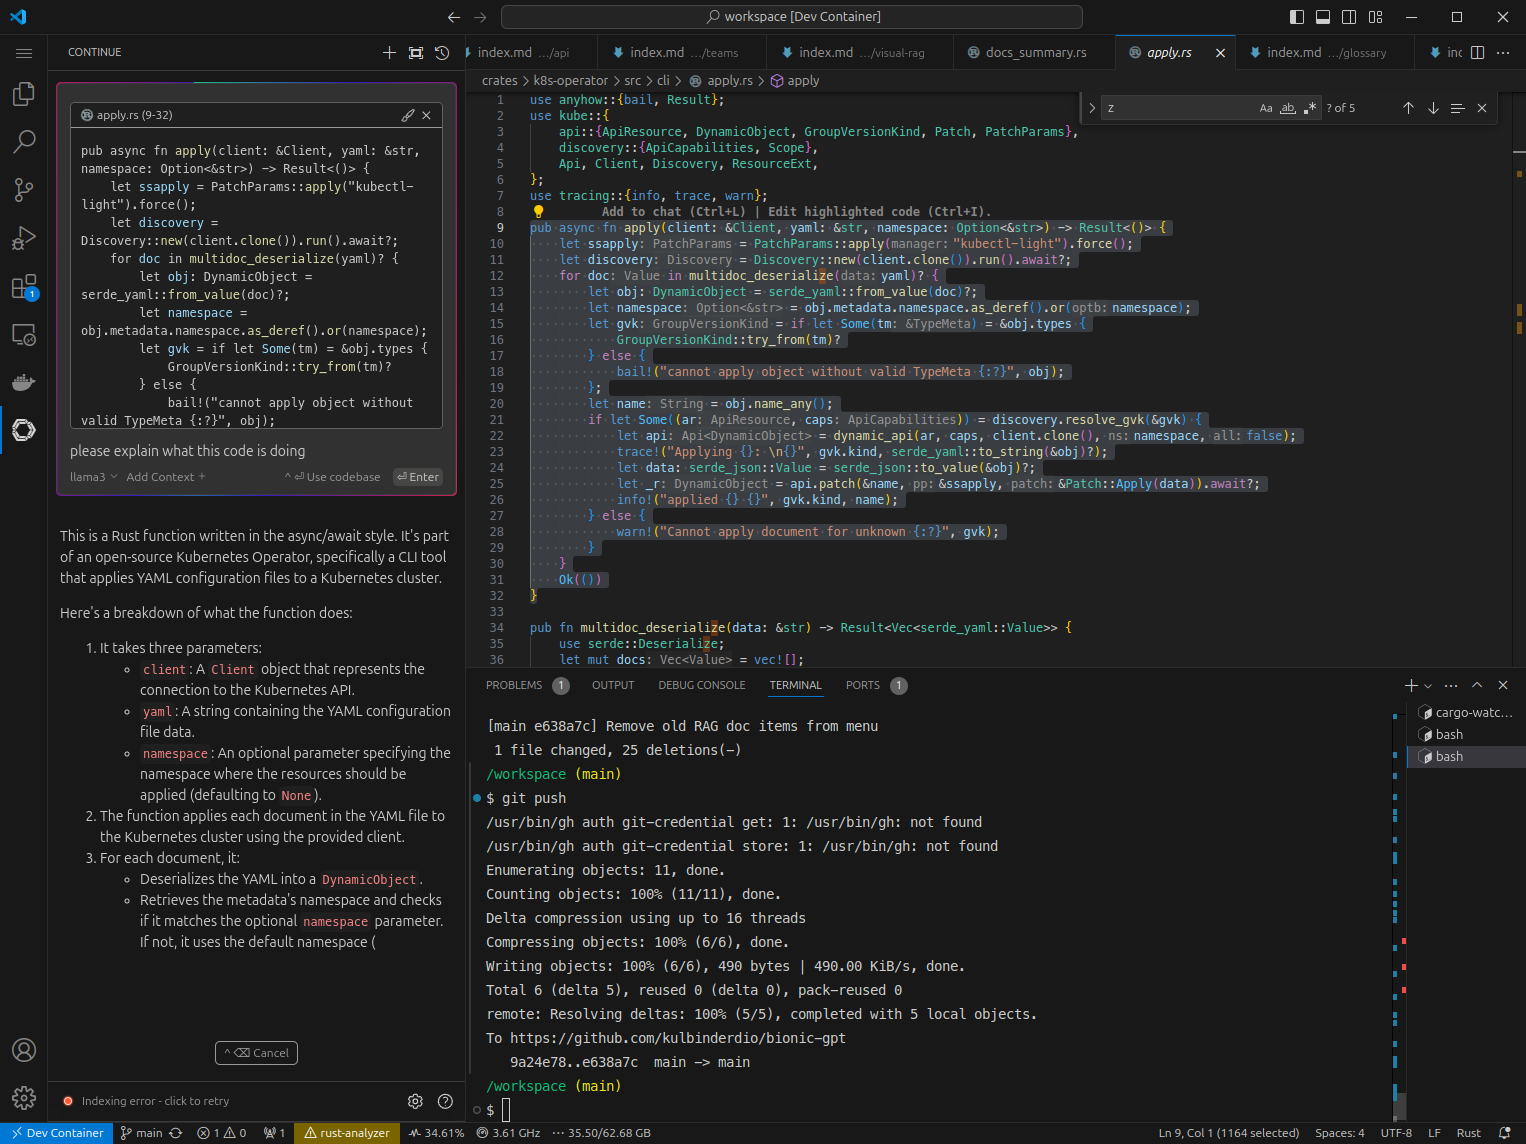 workspace [Dev Container]
CONTINUE
apply.rs (9-32)
pub async fn apply(client: &Client, yaml: &str,
namespace: Option<&str>) -> Result<()> {
    let ssapply = PatchParams::apply("kubectl-
light").force();
    let discovery =
Discovery::new(client.clone()).run().await?;
    for doc in multidoc_deserialize(yaml)? {
        let obj: DynamicObject =
serde_yaml::from_value(doc)?;
        let namespace =
obj.metadata.namespace.as_deref().or(namespace);
        let gvk = if let Some(tm) = &obj.types {
            GroupVersionKind::try_from(tm)?
        } else {
            bail!("cannot apply object without
valid TypeMeta {:?}", obj);
please explain what this code is doing
llama3 Add Context + ^ ⏎ Use codebase ⏎ Enter
This is a Rust function written in the async/await style. It's part
of an open-source Kubernetes Operator, specifically a CLI tool
that applies YAML configuration files to a Kubernetes cluster.
Here's a breakdown of what the function does:
1. It takes three parameters:
client: A Client object that represents the
connection to the Kubernetes API.
yaml: A string containing the YAML configuration
file data.
namespace: An optional parameter specifying the
namespace where the resources should be
applied (defaulting to None).
2. The function applies each document in the YAML file to
the Kubernetes cluster using the provided client.
3. For each document, it:
Deserializes the YAML into a DynamicObject.
Retrieves the metadata's namespace and checks
if it matches the optional namespace parameter.
If not, it uses the default namespace (
^ ⌫ Cancel
Indexing error - click to retry
1
index.md .../api index.md .../teams index.md .../visual-rag docs_summary.rs apply.rs index.md .../glossary inc
crates > k8s-operator > src > cli > apply.rs > apply
z Aa ab .* ? of 5
1 use anyhow::{bail, Result};
2 use kube::{
3     api::{ApiResource, DynamicObject, GroupVersionKind, Patch, PatchParams},
4     discovery::{ApiCapabilities, Scope},
5     Api, Client, Discovery, ResourceExt,
6 };
7 use tracing::{info, trace, warn};
8 Add to chat (Ctrl+L) | Edit highlighted code (Ctrl+I).
9 pub async fn apply(client: &Client, yaml: &str, namespace: Option<&str>) -> Result<()> {
10     let ssapply: PatchParams = PatchParams::apply(manager: "kubectl-light").force();
11     let discovery: Discovery = Discovery::new(client.clone()).run().await?;
12     for doc: Value in multidoc_deserialize(data: yaml)? {
13         let obj: DynamicObject = serde_yaml::from_value(doc)?;
14         let namespace: Option<&str> = obj.metadata.namespace.as_deref().or(optb: namespace);
15         let gvk: GroupVersionKind = if let Some(tm: &TypeMeta) = &obj.types {
16             GroupVersionKind::try_from(tm)?
17         } else {
18             bail!("cannot apply object without valid TypeMeta {:?}", obj);
19         };
20         let name: String = obj.name_any();
21         if let Some((ar: ApiResource, caps: ApiCapabilities)) = discovery.resolve_gvk(&gvk) {
22             let api: Api<DynamicObject> = dynamic_api(ar, caps, client.clone(), ns: namespace, all: false);
23             trace!("Applying {}: \n{}", gvk.kind, serde_yaml::to_string(&obj)?);
24             let data: serde_json::Value = serde_json::to_value(&obj)?;
25             let _r: DynamicObject = api.patch(&name, pp: &ssapply, patch: &Patch::Apply(data)).await?;
26             info!("applied {} {}", gvk.kind, name);
27         } else {
28             warn!("Cannot apply document for unknown {:?}", gvk);
29         }
30     }
31     Ok(())
32 }
33
34 pub fn multidoc_deserialize(data: &str) -> Result<Vec<serde_yaml::Value>> {
35     use serde::Deserialize;
36     let mut docs: Vec<Value> = vec![];
PROBLEMS 1 OUTPUT DEBUG CONSOLE TERMINAL PORTS 1
[main e638a7c] Remove old RAG doc items from menu
 1 file changed, 25 deletions(-)
/workspace (main)
$ git push
/usr/bin/gh auth git-credential get: 1: /usr/bin/gh: not found
/usr/bin/gh auth git-credential store: 1: /usr/bin/gh: not found
Enumerating objects: 11, done.
Counting objects: 100% (11/11), done.
Delta compression using up to 16 threads
Compressing objects: 100% (6/6), done.
Writing objects: 100% (6/6), 490 bytes | 490.00 KiB/s, done.
Total 6 (delta 5), reused 0 (delta 0), pack-reused 0
remote: Resolving deltas: 100% (5/5), completed with 5 local objects.
To https://github.com/kulbinderdio/bionic-gpt
   9a24e78..e638a7c  main -> main
/workspace (main)
$
cargo-watc...
bash
bash
Dev Container main 1 0 1 rust-analyzer 34.61% 3.61 GHz 35.50/62.68 GB Ln 9, Col 1 (1164 selected) Spaces: 4 UTF-8 LF Rust